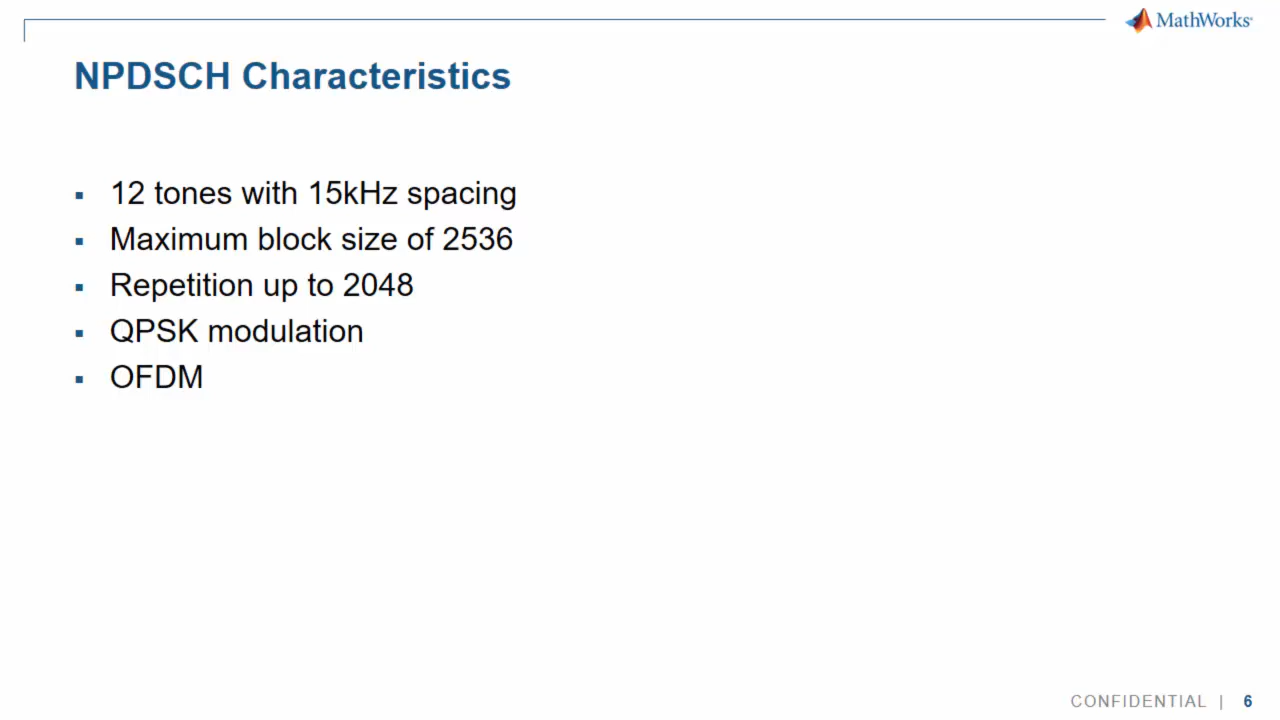 MathWorks
NPDSCH Characteristics
▪ 12 tones with 15kHz spacing
▪ Maximum block size of 2536
▪ Repetition up to 2048
▪ QPSK modulation
▪ OFDM
CONFIDENTIAL | 6